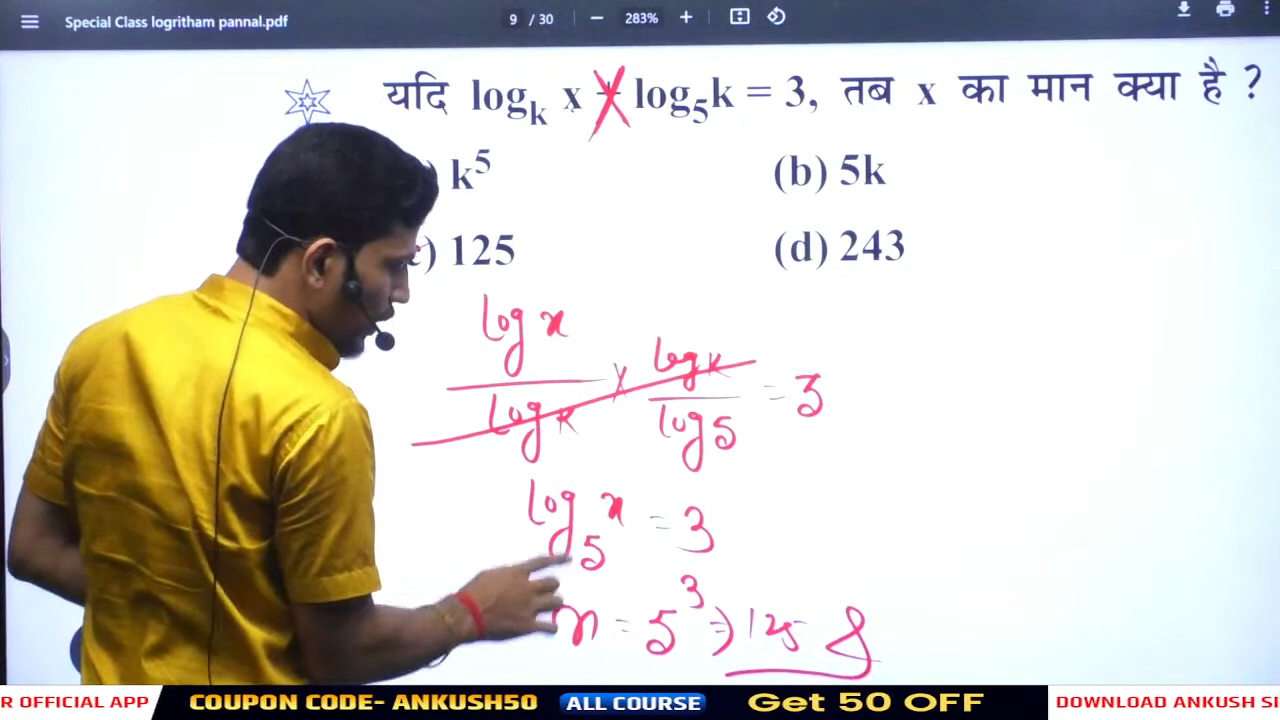 Special Class logritham pannal.pdf
9 / 30
283%
यदि logₖ x × log₅k = 3, तब x का मान क्या है ?
k⁵
(b) 5k
) 125
(d) 243
log x / log k × log k / log 5 = 3
log₅ x = 3
x = 5³ ⇒ 125
R OFFICIAL APP
COUPON CODE- ANKUSH50
ALL COURSE
Get 50 OFF
DOWNLOAD ANKUSH SI